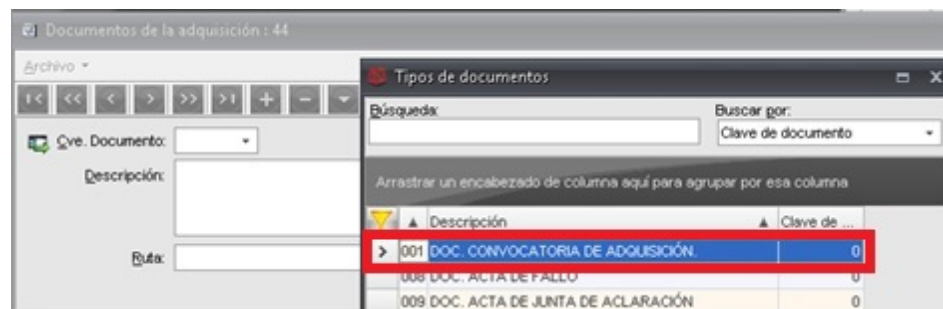 Documentos de la adquisición : 44
Archivo
Cve. Documento:
Descripción:
Ruta:
Tipos de documentos
Búsqueda:
Buscar por:
Clave de documento
Arrastrar un encabezado de columna aquí para agrupar por esa columna
Descripción Clave de ...
001 DOC. CONVOCATORIA DE ADQUISICIÓN. 0
008 DOC. ACTA DE FALLO 0
009 DOC. ACTA DE JUNTA DE ACLARACIÓN 0